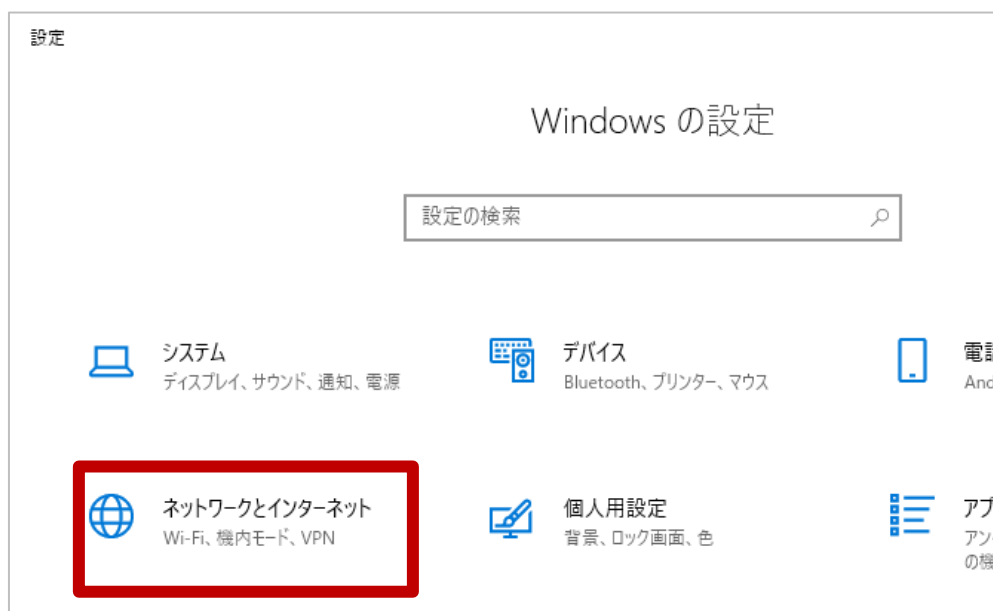 設定
Windows の設定
設定の検索
システム
ディスプレイ、サウンド、通知、電源
デバイス
Bluetooth、プリンター、マウス
ネットワークとインターネット
Wi-Fi、機内モード、VPN
個人用設定
背景、ロック画面、色